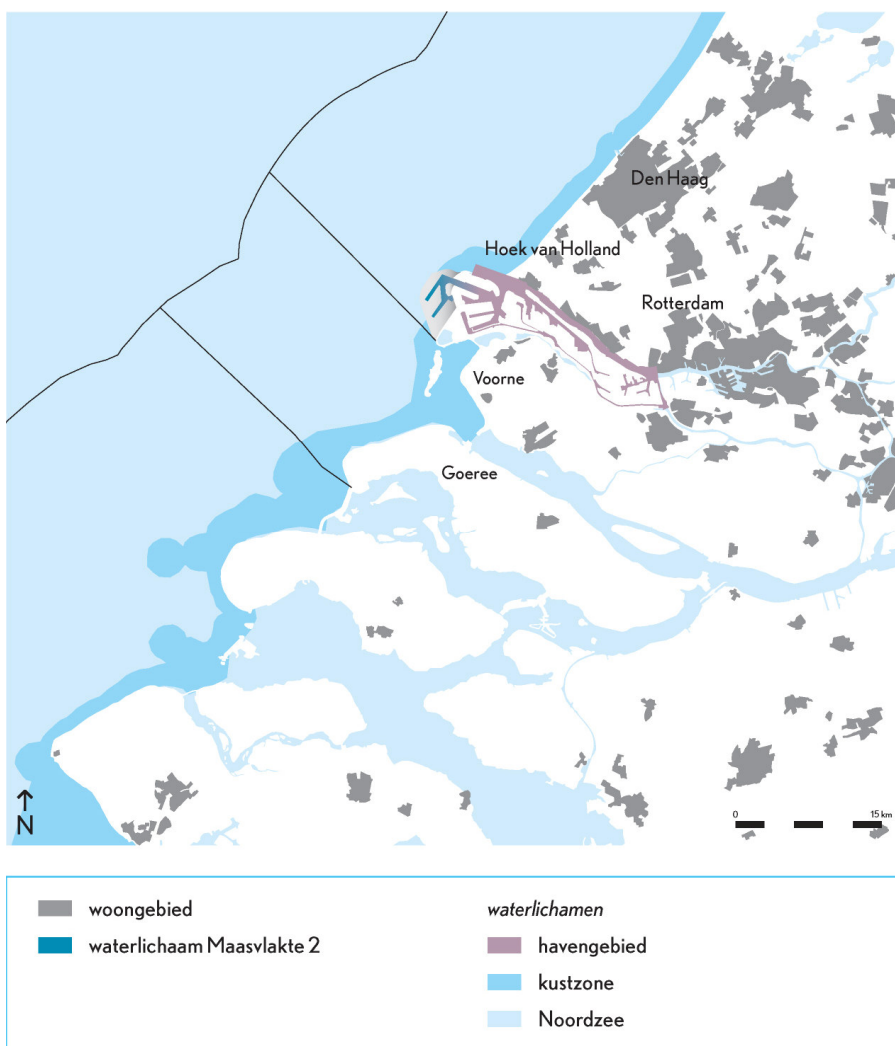 Den Haag
Hoek van Holland
Rotterdam
Voorne
Goeree
N
0 15 km
woongebied
waterlichaam Maasvlakte 2
waterlichamen
havengebied
kustzone
Noordzee